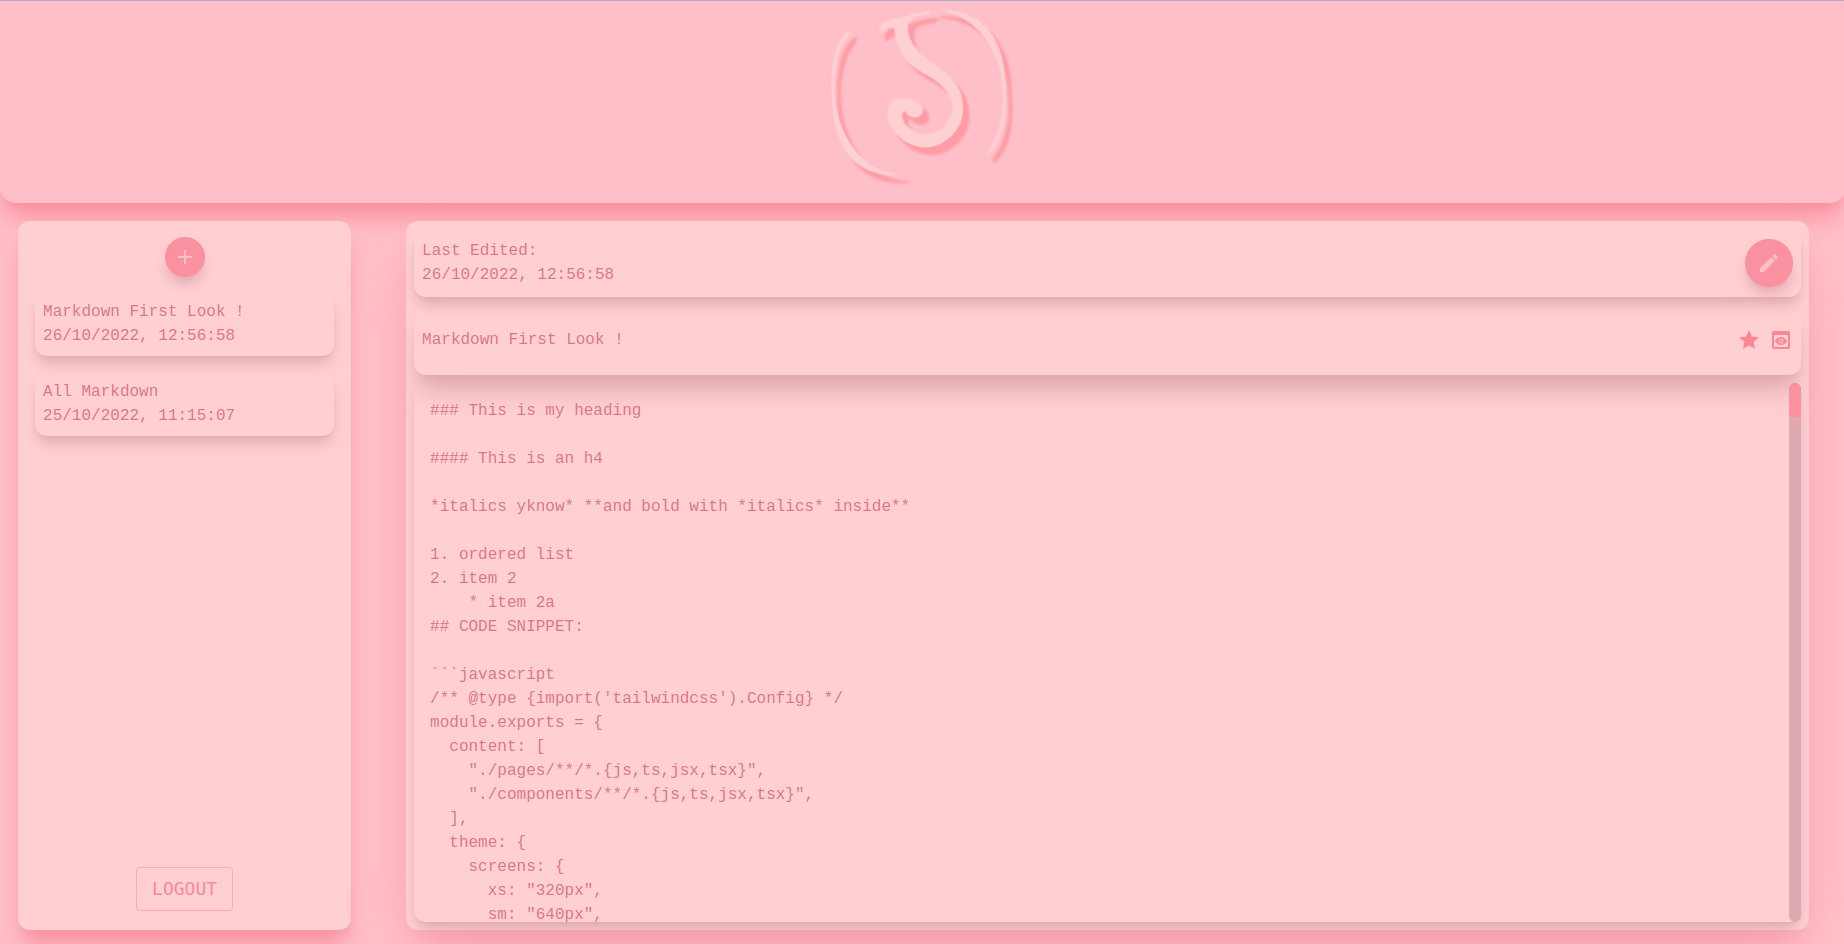 S
Markdown First Look !
26/10/2022, 12:56:58
All Markdown
25/10/2022, 11:15:07
LOGOUT
Last Edited:
26/10/2022, 12:56:58
Markdown First Look !
### This is my heading
#### This is an h4
*italics yknow* **and bold with *italics* inside**
1. ordered list
2. item 2
    * item 2a
## CODE SNIPPET:
```javascript
/** @type {import('tailwindcss').Config} */
module.exports = {
  content: [
    "./pages/**/*.{js,ts,jsx,tsx}",
    "./components/**/*.{js,ts,jsx,tsx}",
  ],
  theme: {
    screens: {
      xs: "320px",
      sm: "640px",